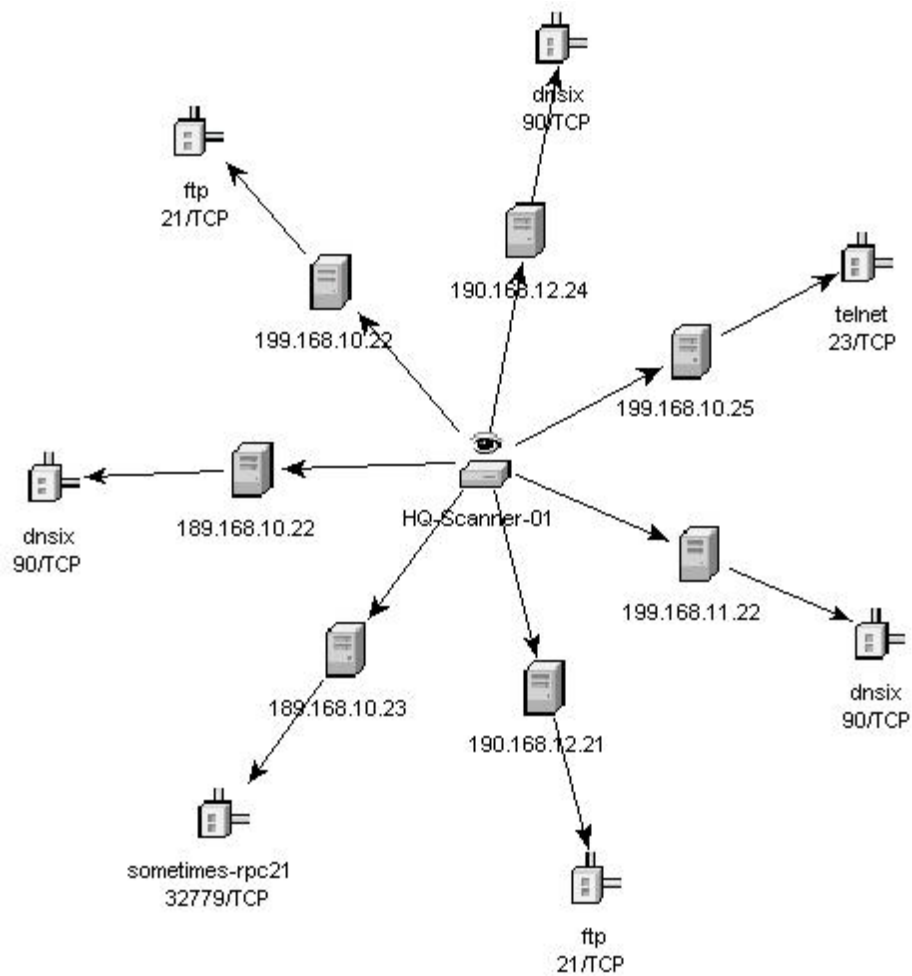 dnsix
90/TCP
ftp
21/TCP
190.168.12.24
telnet
23/TCP
199.168.10.22
199.168.10.25
HQ-Scanner-01
189.168.10.22
dnsix
90/TCP
199.168.11.22
189.168.10.23
dnsix
90/TCP
190.168.12.21
sometimes-rpc21
32779/TCP
ftp
21/TCP